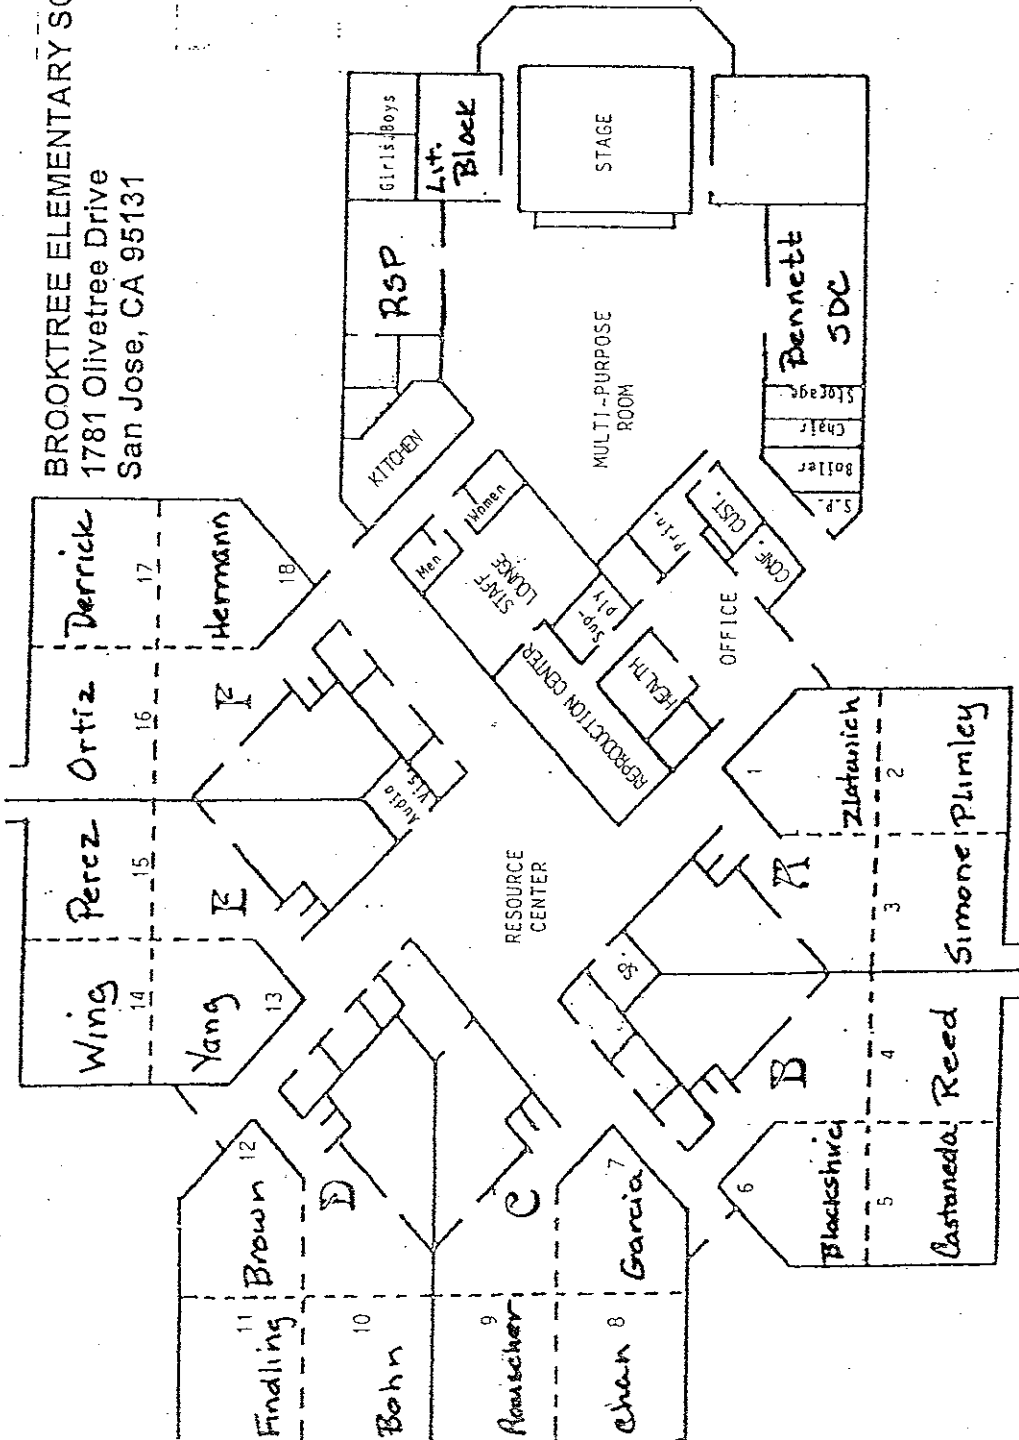 BROOKTREE ELEMENTARY SC
1781 Olivetree Drive
San Jose, CA 95131
Girls
Boys
Lit.
Block
RSP
KITCHEN
STAGE
MULTI-PURPOSE
ROOM
Bennett
SDC
Storage
Chair
Boiler
S.P.
Women
Men
STAFF
LOUNGE
Sup-
ply
Prin.
CUST.
CONF.
OFFICE
HEALTH
REPRODUCTION CENTER
RESOURCE
CENTER
Audio
Vis.
Sp.
Derrick
17
Hermann
18
Ortiz
16
F
Perez
15
E
Wing
14
Yang
13
12
Brown
D
11
Findling
10
Bohn
9
C
7
Garcia
8
Chan
6
5
Castaneda
B
4
Reed
A
3
Simone
1
Zlatunich
2
Plimley